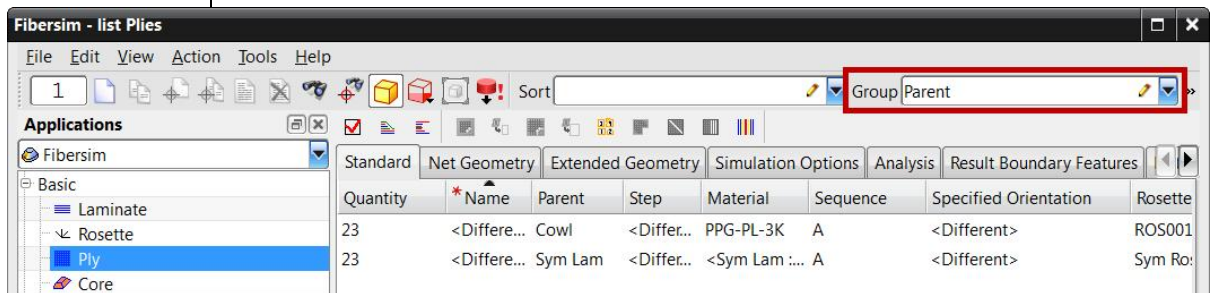 Fibersim - list Plies
File Edit View Action Tools Help
1 Sort Group Parent »
Applications
Fibersim
Standard Net Geometry Extended Geometry Simulation Options Analysis Result Boundary Features
Basic
Laminate
Rosette
Ply
Core
Quantity *Name Parent Step Material Sequence Specified Orientation Rosette
23 <Differe... Cowl <Differ... PPG-PL-3K A <Different> ROS001
23 <Differe... Sym Lam <Differ... <Sym Lam :... A <Different> Sym Ro